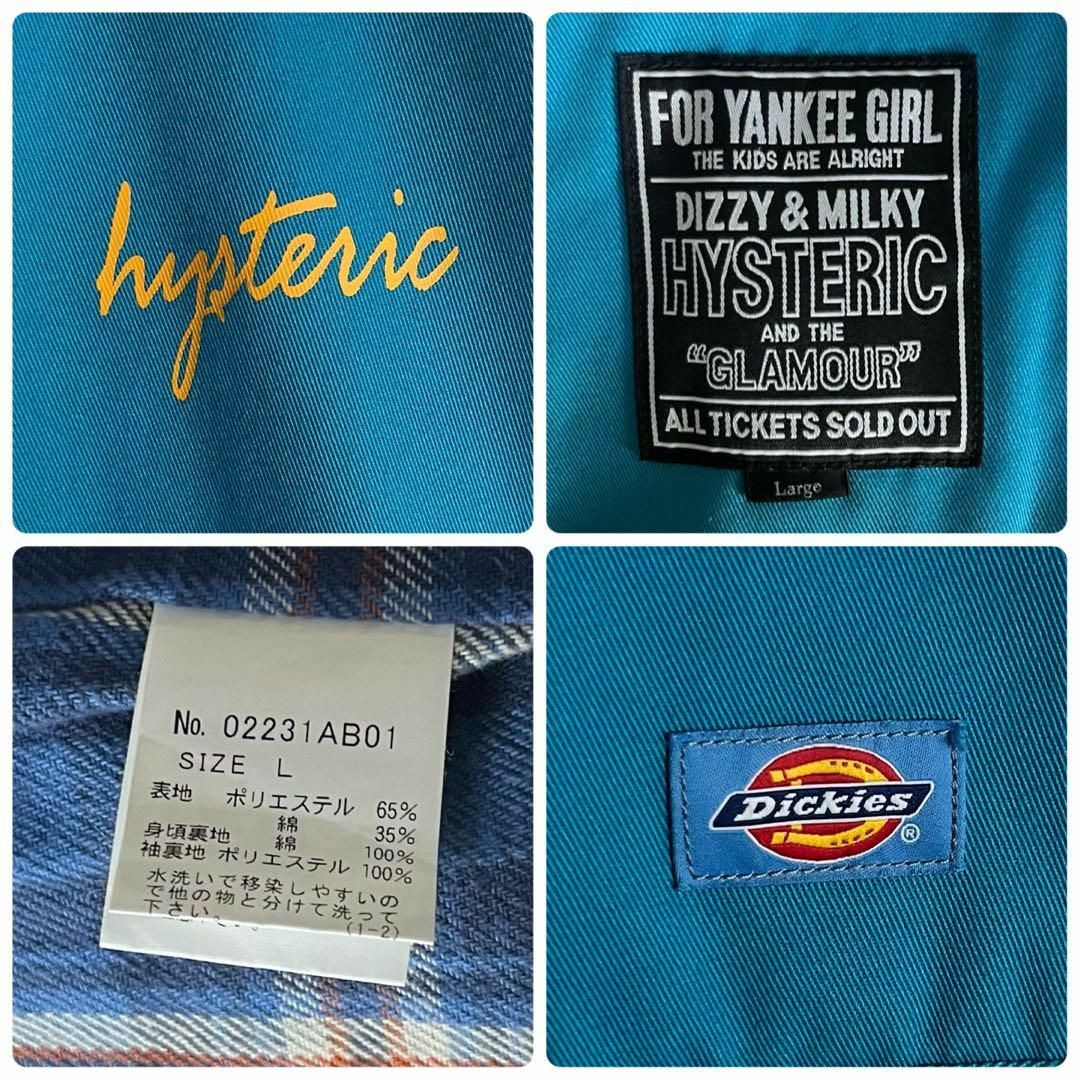 hysteric
FOR YANKEE GIRL
THE KIDS ARE ALRIGHT
DIZZY & MILKY
HYSTERIC
AND THE
“GLAMOUR”
ALL TICKETS SOLD OUT
Large
No. 02231AB01
SIZE L
表地 ポリエステル 65%
綿 35%
身頃裏地 綿 100%
袖裏地 ポリエステル 100%
水洗いで移染しやすいの
で他の物と分けて洗って
下さい。 (1-2)
Dickies
®